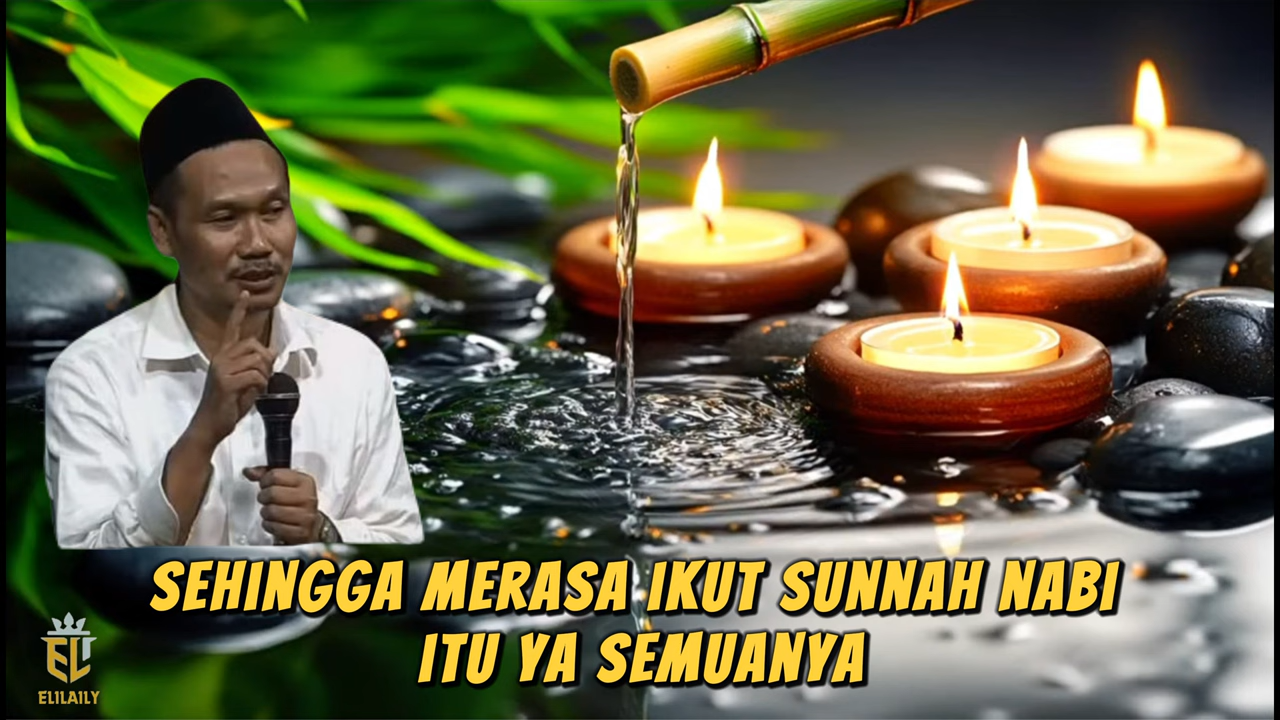 SEHINGGA MERASA IKUT SUNNAH NABI
ITU YA SEMUANYA
EL
ELILAILY